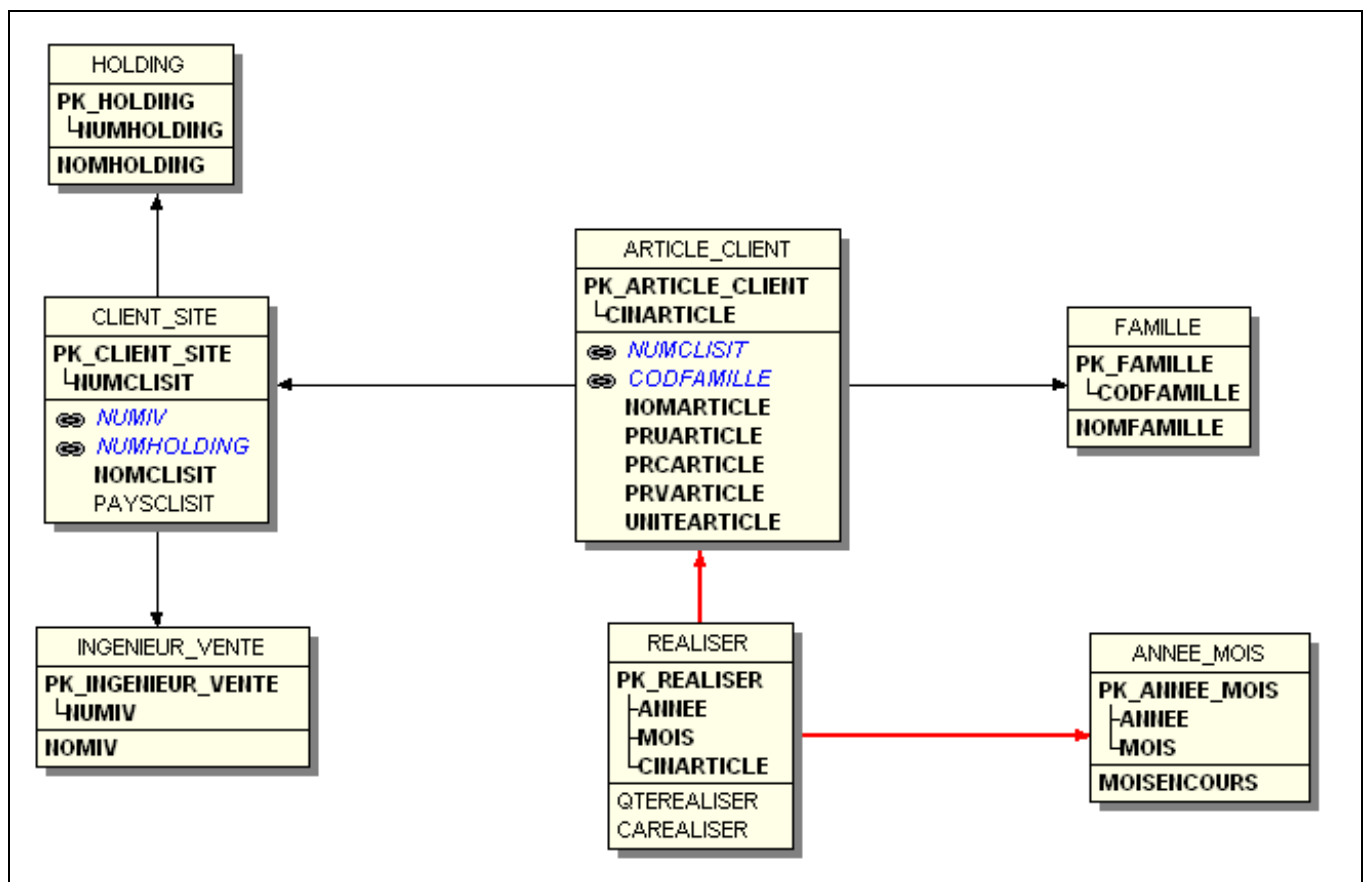 HOLDING
PK_HOLDING
NUMHOLDING
NOMHOLDING
CLIENT_SITE
PK_CLIENT_SITE
NUMCLISIT
NUMIV
NUMHOLDING
NOMCLISIT
PAYSCLISIT
INGENIEUR_VENTE
PK_INGENIEUR_VENTE
NUMIV
NOMIV
ARTICLE_CLIENT
PK_ARTICLE_CLIENT
CINARTICLE
NUMCLISIT
CODFAMILLE
NOMARTICLE
PRUARTICLE
PRCARTICLE
PRVARTICLE
UNITEARTICLE
REALISER
PK_REALISER
ANNEE
MOIS
CINARTICLE
QTEREALISER
CAREALISER
FAMILLE
PK_FAMILLE
CODFAMILLE
NOMFAMILLE
ANNEE_MOIS
PK_ANNEE_MOIS
ANNEE
MOIS
MOISENCOURS